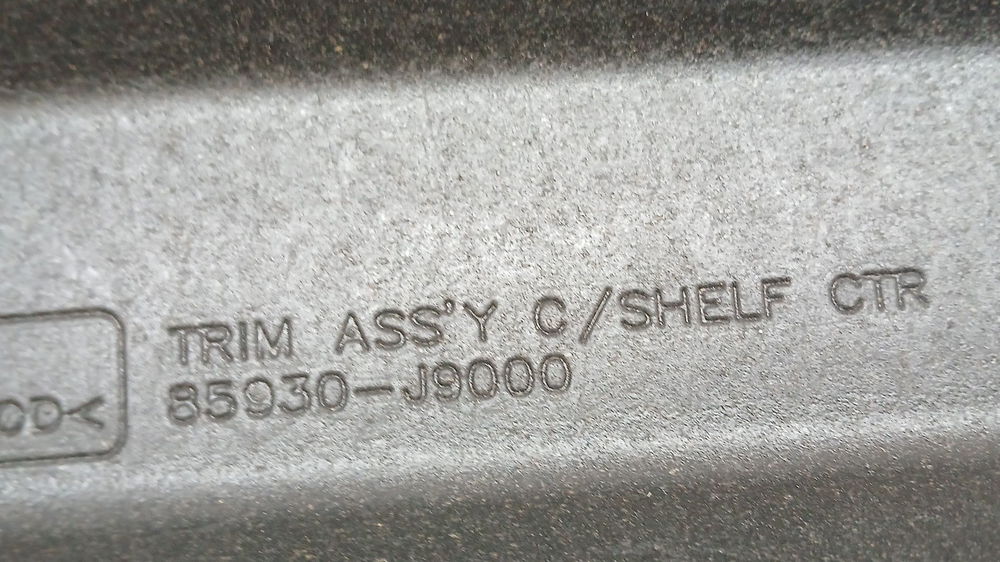 TRIM ASS'Y C/SHELF CTR
85930-J9000